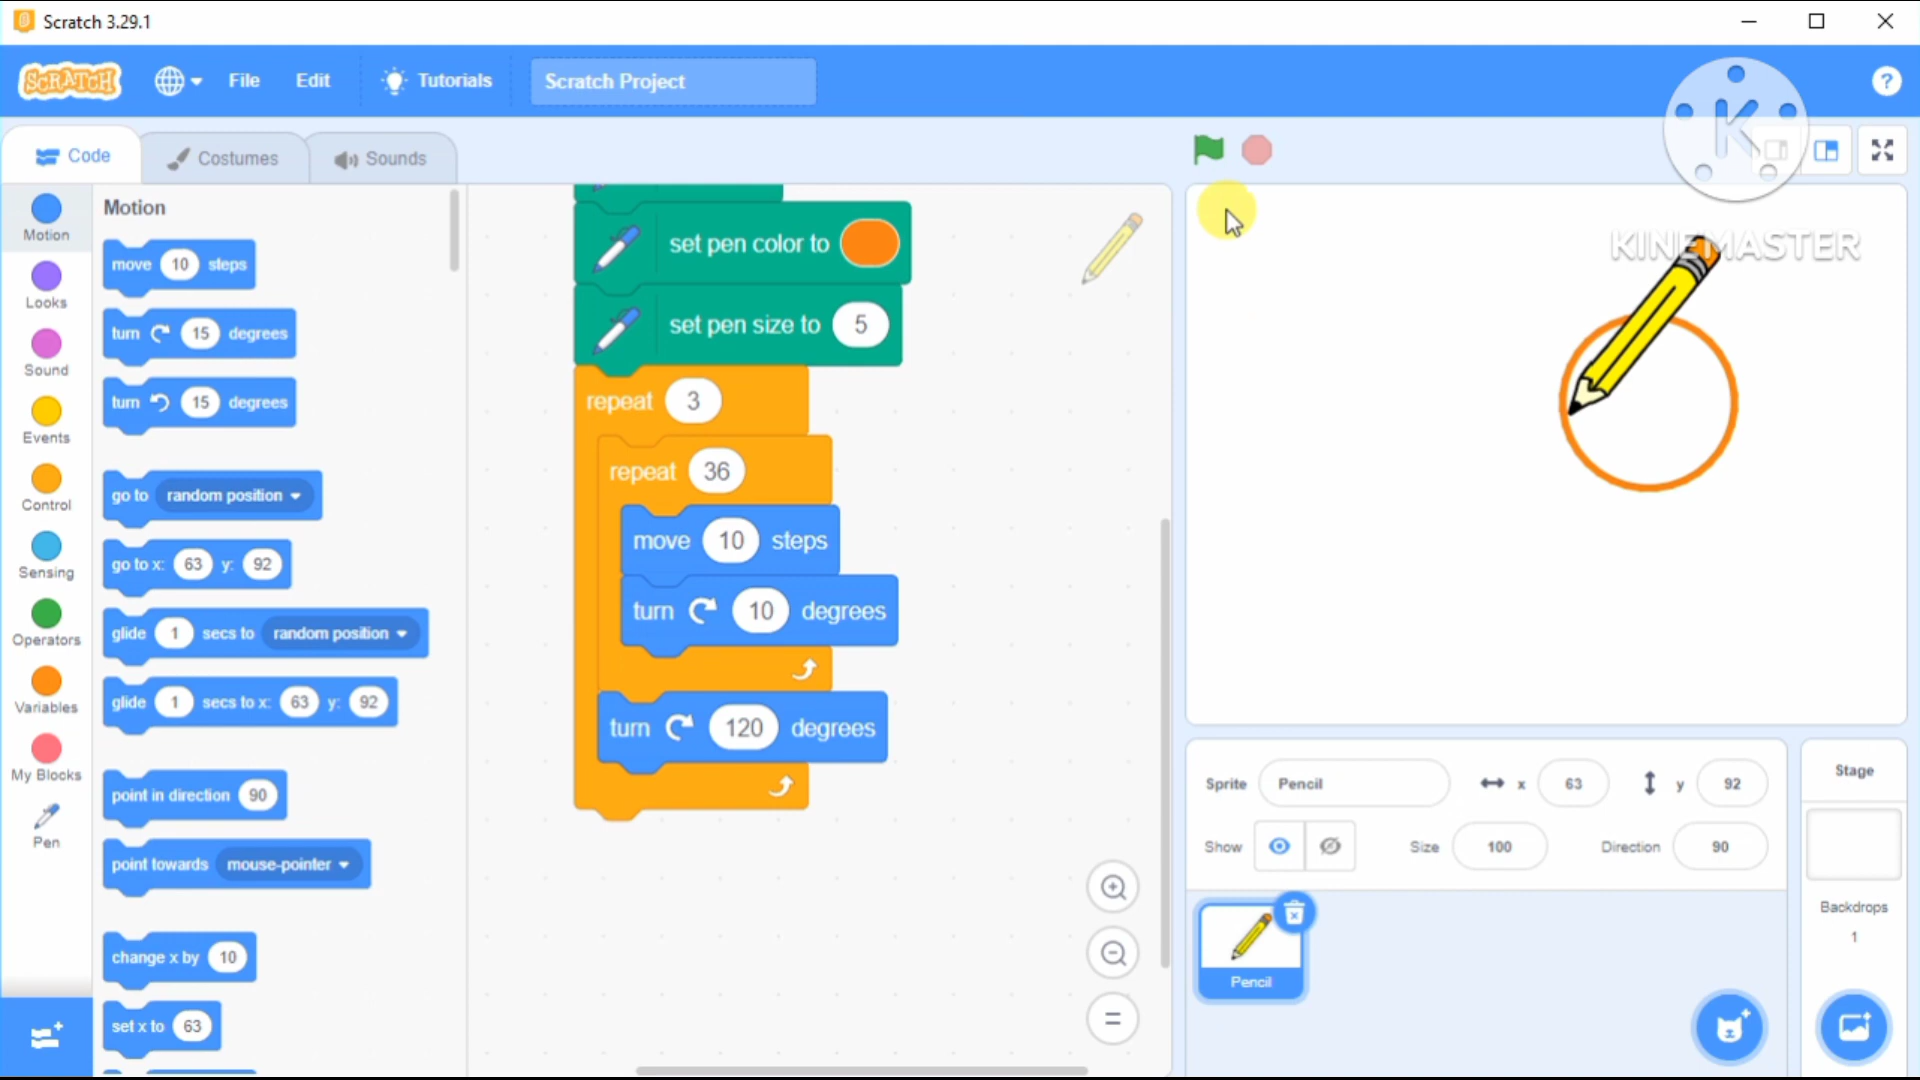 Scratch 3.29.1
SCRATCH File Edit Tutorials Scratch Project ?
K
Code Costumes Sounds
KINEMASTER
Motion
Looks
Sound
Events
Control
Sensing
Operators
Variables
My Blocks
Pen
Motion
move 10 steps
turn 15 degrees
turn 15 degrees
go to random position
go to x: 63 y: 92
glide 1 secs to random position
glide 1 secs to x: 63 y: 92
point in direction 90
point towards mouse-pointer
change x by 10
set x to 63
set pen color to
set pen size to 5
repeat 3
repeat 36
move 10 steps
turn 10 degrees
turn 120 degrees
Sprite Pencil x 63 y 92
Show Size 100 Direction 90
Pencil
Stage
Backdrops
1